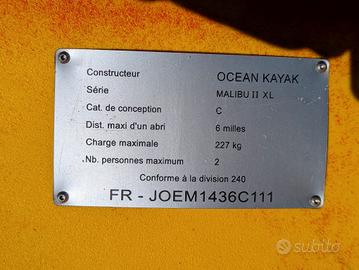 Constructeur OCEAN KAYAK
Série MALIBU II XL
Cat. de conception C
Dist. maxi d'un abri 6 milles
Charge maximale 227 kg
Nb. personnes maximum 2
Conforme à la division 240
FR - JOEM1436C111
subito